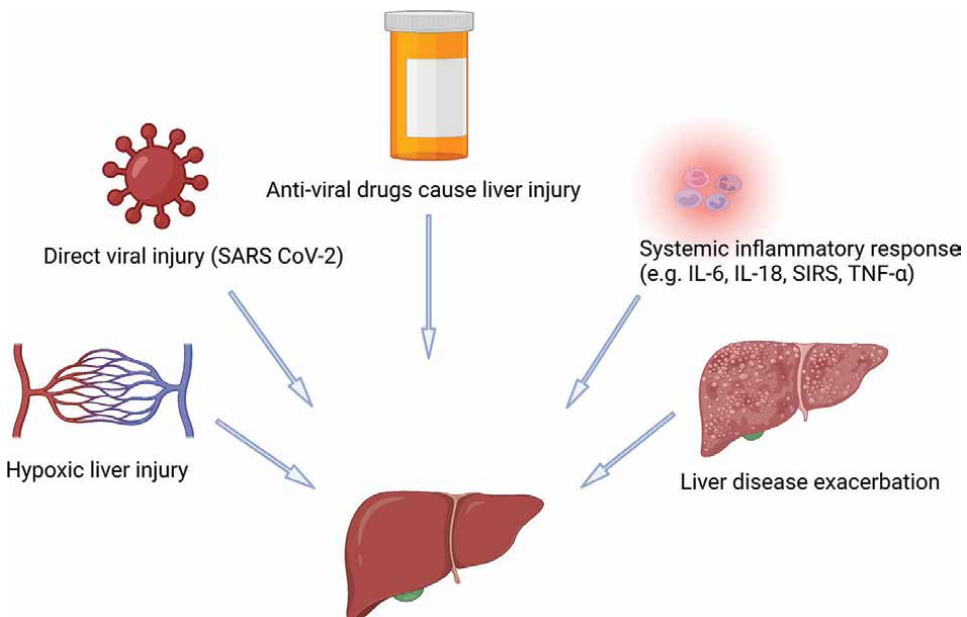 Anti-viral drugs cause liver injury
Direct viral injury (SARS CoV-2)
Systemic inflammatory response
(e.g. IL-6, IL-18, SIRS, TNF-α)
Hypoxic liver injury
Liver disease exacerbation